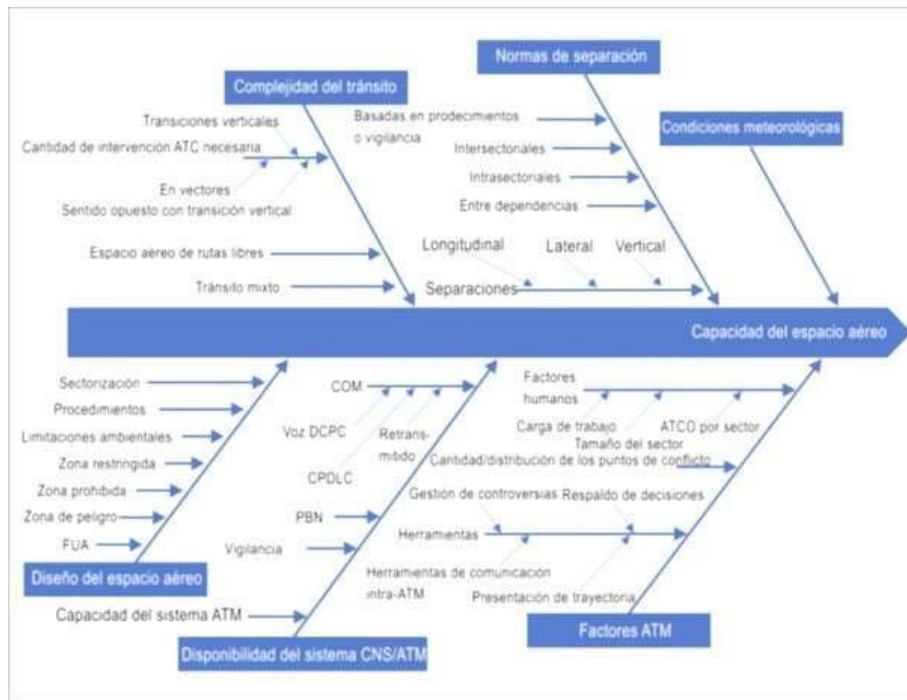 Normas de separación
Complejidad del tránsito
Condiciones meteorológicas
Transiciones verticales
Cantidad de intervención ATC necesaria
En vectores
Sentido opuesto con transición vertical
Espacio aéreo de rutas libres
Tránsito mixto
Basadas en prodecimientos
o vigilancia
Intersectoriales
Intrasectoriales
Entre dependencias
Longitudinal
Lateral
Vertical
Separaciones
Capacidad del espacio aéreo
Sectorización
Procedimientos
Limitaciones ambientales
Zona restringida
Zona prohibida
Zona de peligro
FUA
Diseño del espacio aéreo
COM
Voz DCPC
CPDLC
Retrans-
mitido
PBN
Vigilancia
Capacidad del sistema ATM
Disponibilidad del sistema CNS/ATM
Factores
humanos
Carga de trabajo
Tamaño del sector
ATCO por sector
Cantidad/distribución de los puntos de conflicto
Gestión de controversias
Respaldo de decisiones
Herramientas
Herramientas de comunicación
intra-ATM
Presentación de trayectoria
Factores ATM